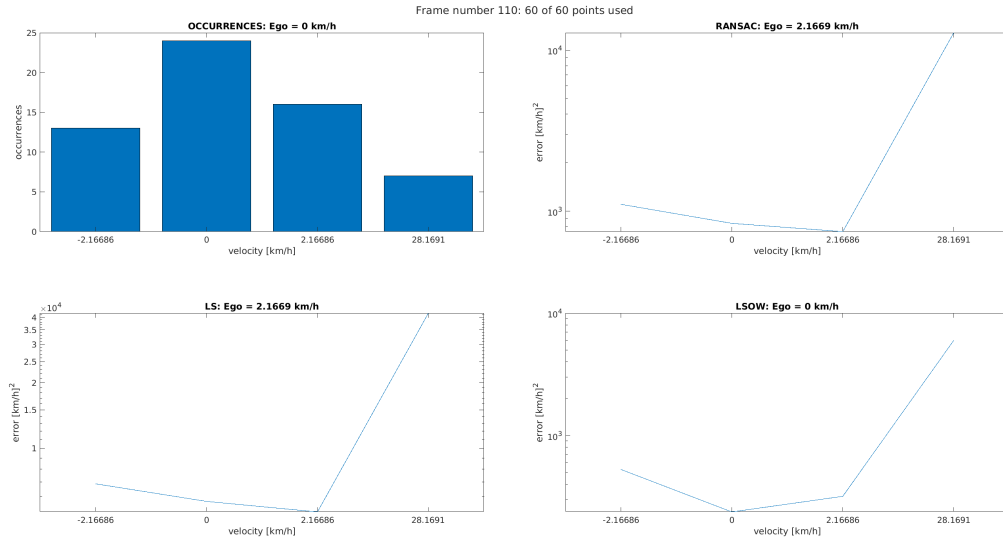 Frame number 110: 60 of 60 points used
OCCURRENCES: Ego = 0 km/h
25
20
15
10
5
0
occurrences
-2.16686 0 2.16686 28.1691
velocity [km/h]
RANSAC: Ego = 2.1669 km/h
10^4
10^3
error [km/h]^2
-2.16686 0 2.16686 28.1691
velocity [km/h]
LS: Ego = 2.1669 km/h
×10^4
4
3.5
3
2.5
2
1.5
1
error [km/h]^2
-2.16686 0 2.16686 28.1691
velocity [km/h]
LSOW: Ego = 0 km/h
10^4
10^3
error [km/h]^2
-2.16686 0 2.16686 28.1691
velocity [km/h]